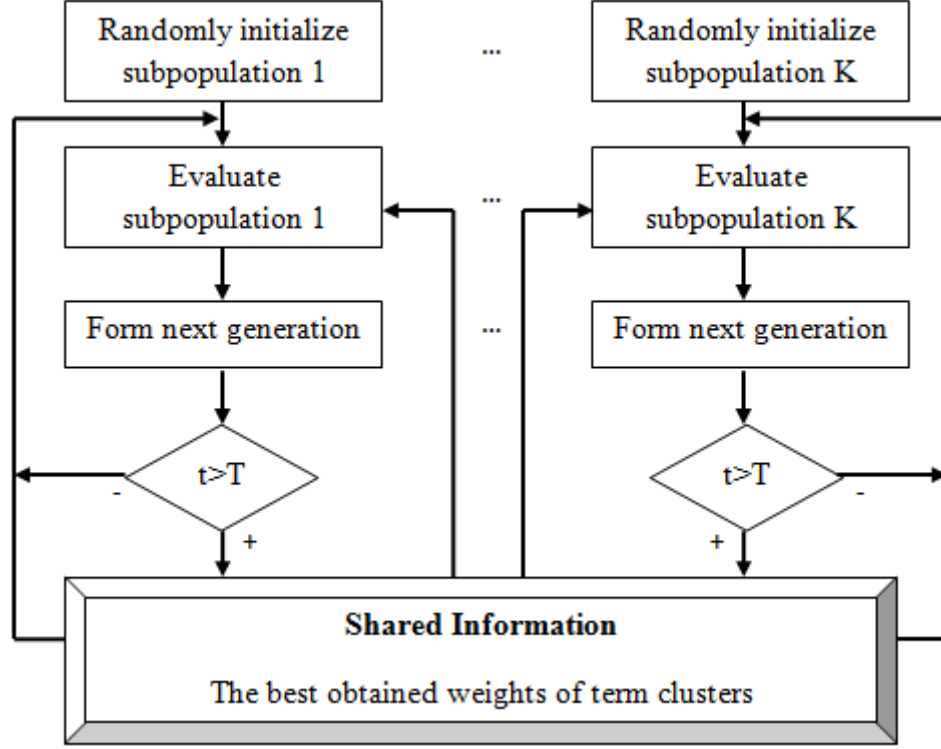 Randomly initialize
subpopulation 1
...
Randomly initialize
subpopulation K
Evaluate
subpopulation 1
...
Evaluate
subpopulation K
Form next generation
...
Form next generation
t>T
-
+
t>T
-
+
Shared Information
The best obtained weights of term clusters